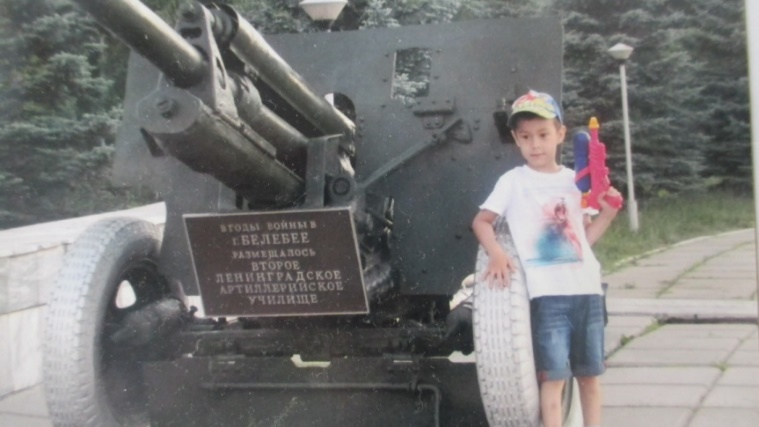 В ГОДЫ ВОЙНЫ В
г. БЕЛЕБЕЕ
РАЗМЕЩАЛОСЬ
ВТОРОЕ
ЛЕНИНГРАДСКОЕ
АРТИЛЛЕРИЙСКОЕ
УЧИЛИЩЕ